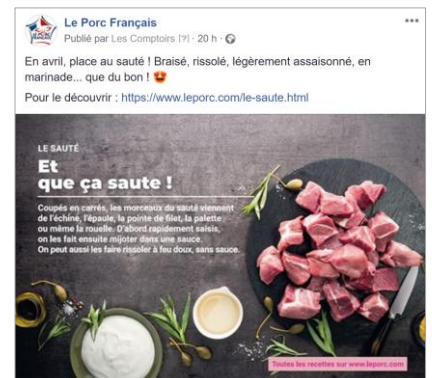 Le Porc Français
Publié par Les Comptoirs [?] · 20 h ·
En avril, place au sauté ! Braisé, rissolé, légèrement assaisonné, en
marinade... que du bon ! 😍
Pour le découvrir : https://www.leporc.com/le-saute.html
LE SAUTÉ
Et
que ça saute !
Coupés en carrés, les morceaux du sauté viennent
de l'échine, l'épaule, la pointe de filet, la palette
ou même la rouelle. D'abord rapidement saisis,
on les fait ensuite mijoter dans une sauce.
On peut aussi les faire rissoler à feu doux, sans sauce.
Toutes les recettes sur www.leporc.com